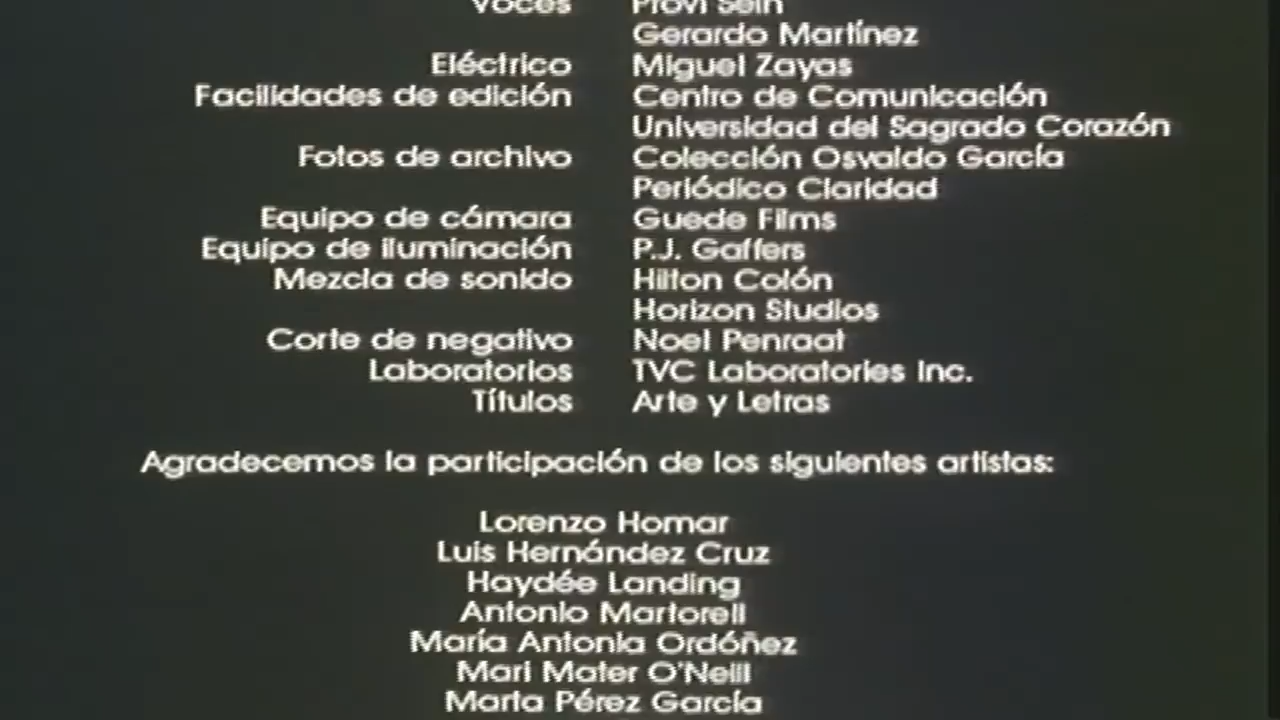 Voces Provi Seín
Gerardo Martínez
Eléctrico Miguel Zayas
Facilidades de edición Centro de Comunicación
Universidad del Sagrado Corazón
Fotos de archivo Colección Osvaldo García
Periódico Claridad
Equipo de cámara Guede Films
Equipo de iluminación P.J. Gaffers
Mezcla de sonido Hilton Colón
Horizon Studios
Corte de negativo Noel Penraat
Laboratorios TVC Laboratories Inc.
Títulos Arte y Letras
Agradecemos la participación de los siguientes artistas:
Lorenzo Homar
Luis Hernández Cruz
Haydée Landing
Antonio Martorell
María Antonia Ordóñez
Mari Mater O'Neill
Marta Pérez García